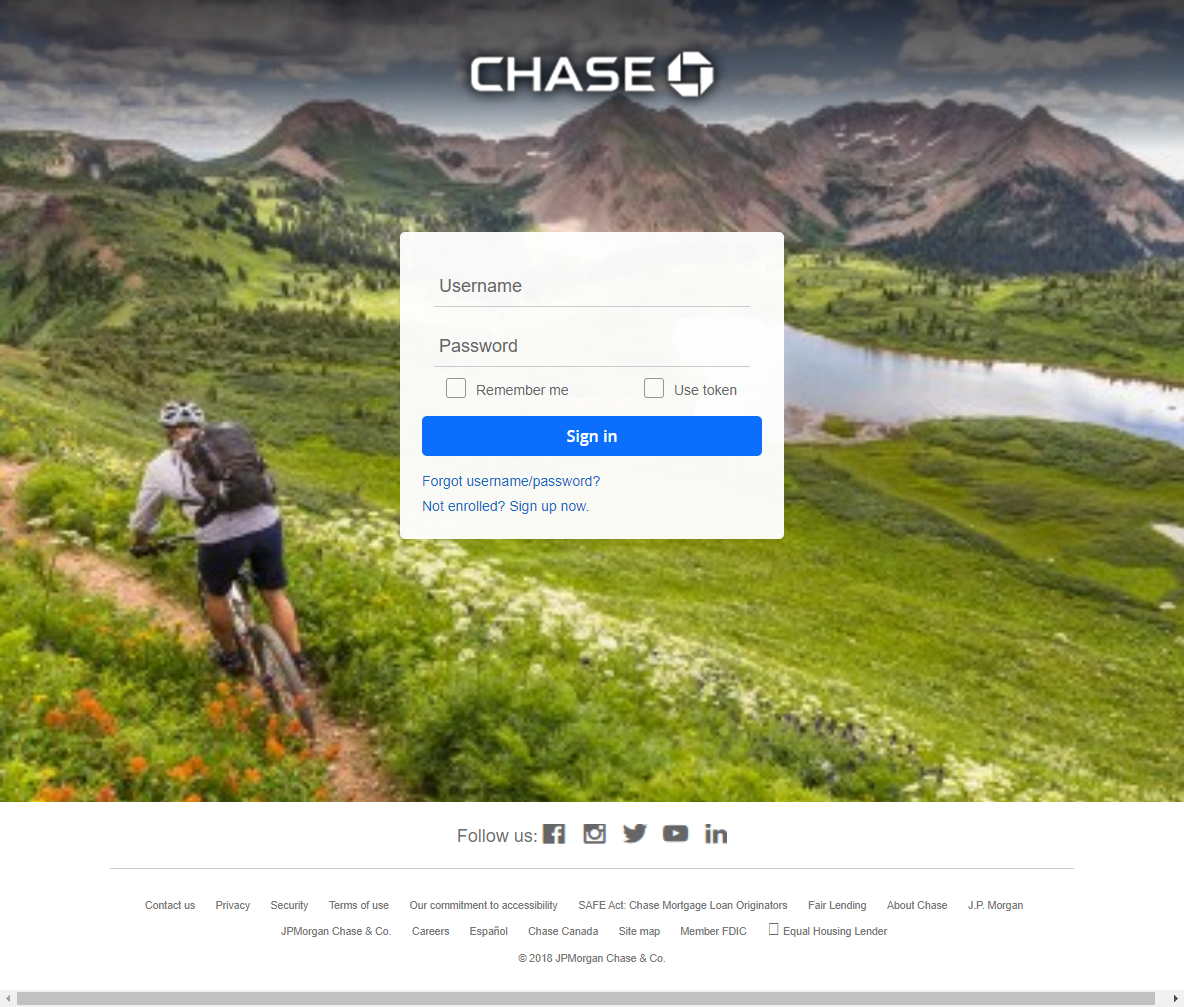 CHASE
Username
Password
Remember me Use token
Sign in
Forgot username/password?
Not enrolled? Sign up now.
Follow us:
Contact us Privacy Security Terms of use Our commitment to accessibility SAFE Act: Chase Mortgage Loan Originators Fair Lending About Chase J.P. Morgan
JPMorgan Chase & Co. Careers Español Chase Canada Site map Member FDIC Equal Housing Lender
© 2018 JPMorgan Chase & Co.